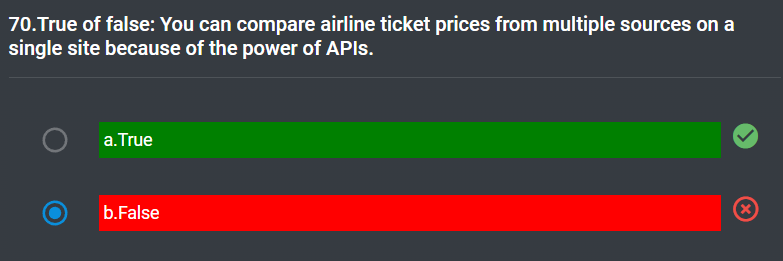 70.True of false: You can compare airline ticket prices from multiple sources on a
single site because of the power of APIs.
a.True
b.False